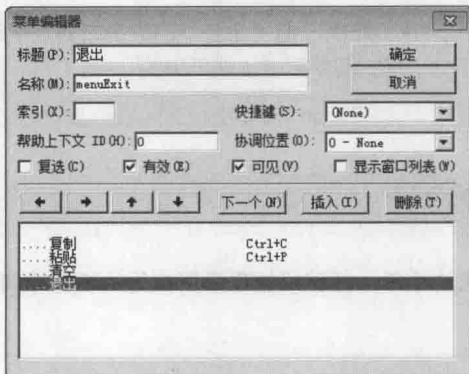 菜单编辑器
标题(P): 退出 确定
名称(M): menuExit 取消
索引(X): 快捷键(S): (None)
帮助上下文 ID(H): 0 协调位置(O): 0 - None
复选(C) 有效(E) 可见(V) 显示窗口列表(W)
下一个(N) 插入(I) 删除(T)
....复制 Ctrl+C
....粘贴 Ctrl+P
....清空
....退出